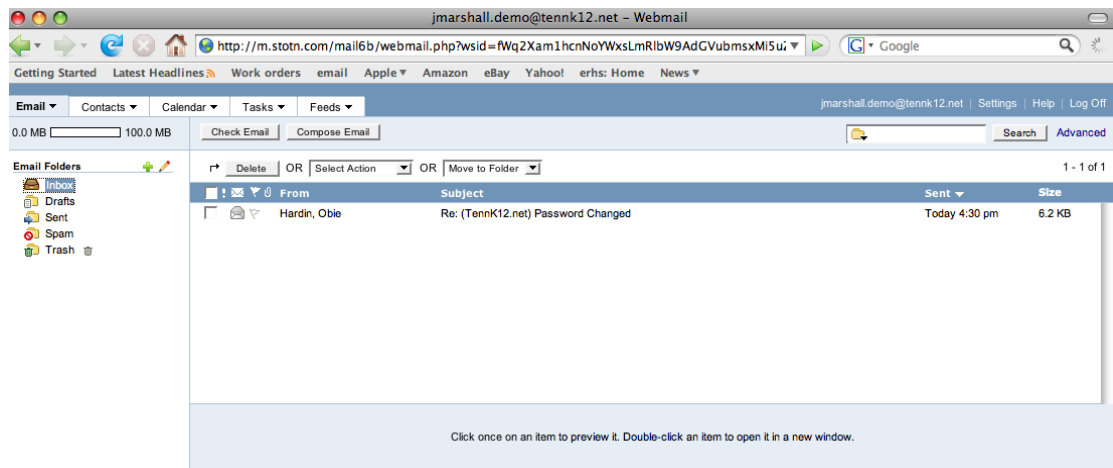 jmarshall.demo@tennk12.net – Webmail
http://m.stotn.com/mail6b/webmail.php?wsid=fWq2Xam1hcnNoYWxsLmRlbW9AdGVubmsxMi5u
G Google
Getting Started Latest Headlines Work orders email Apple Amazon eBay Yahoo! erhs: Home News
Email Contacts Calendar Tasks Feeds jmarshall.demo@tennk12.net | Settings | Help | Log Off
0.0 MB 100.0 MB Check Email Compose Email Search Advanced
Email Folders Delete OR Select Action OR Move to Folder 1 - 1 of 1
Inbox ! From Subject Sent Size
Drafts Hardin, Obie Re: (TennK12.net) Password Changed Today 4:30 pm 6.2 KB
Sent
Spam
Trash
Click once on an item to preview it. Double-click an item to open it in a new window.